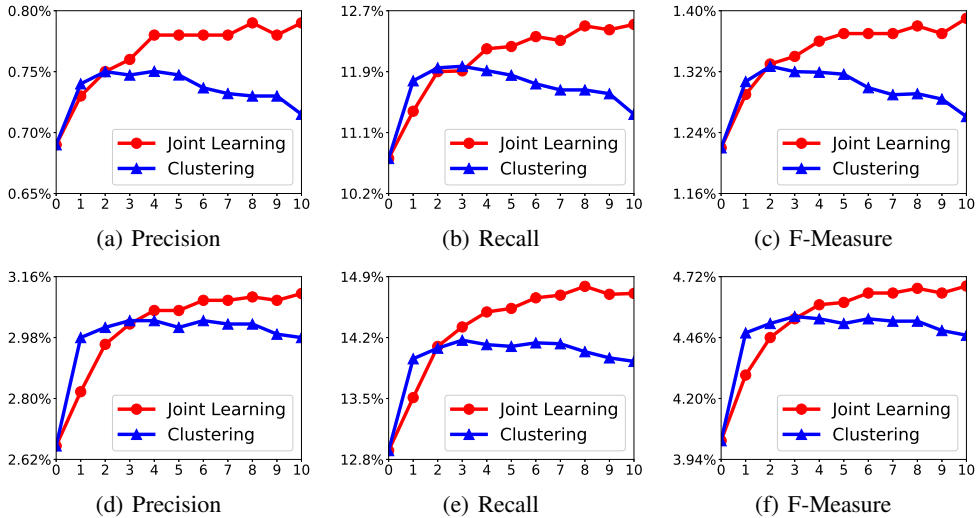 0.80%
0.75%
0.70%
0.65%
0 1 2 3 4 5 6 7 8 9 10
Joint Learning
Clustering
(a) Precision
12.7%
11.9%
11.1%
10.2%
0 1 2 3 4 5 6 7 8 9 10
Joint Learning
Clustering
(b) Recall
1.40%
1.32%
1.24%
1.16%
0 1 2 3 4 5 6 7 8 9 10
Joint Learning
Clustering
(c) F-Measure
3.16%
2.98%
2.80%
2.62%
0 1 2 3 4 5 6 7 8 9 10
Joint Learning
Clustering
(d) Precision
14.9%
14.2%
13.5%
12.8%
0 1 2 3 4 5 6 7 8 9 10
Joint Learning
Clustering
(e) Recall
4.72%
4.46%
4.20%
3.94%
0 1 2 3 4 5 6 7 8 9 10
Joint Learning
Clustering
(f) F-Measure